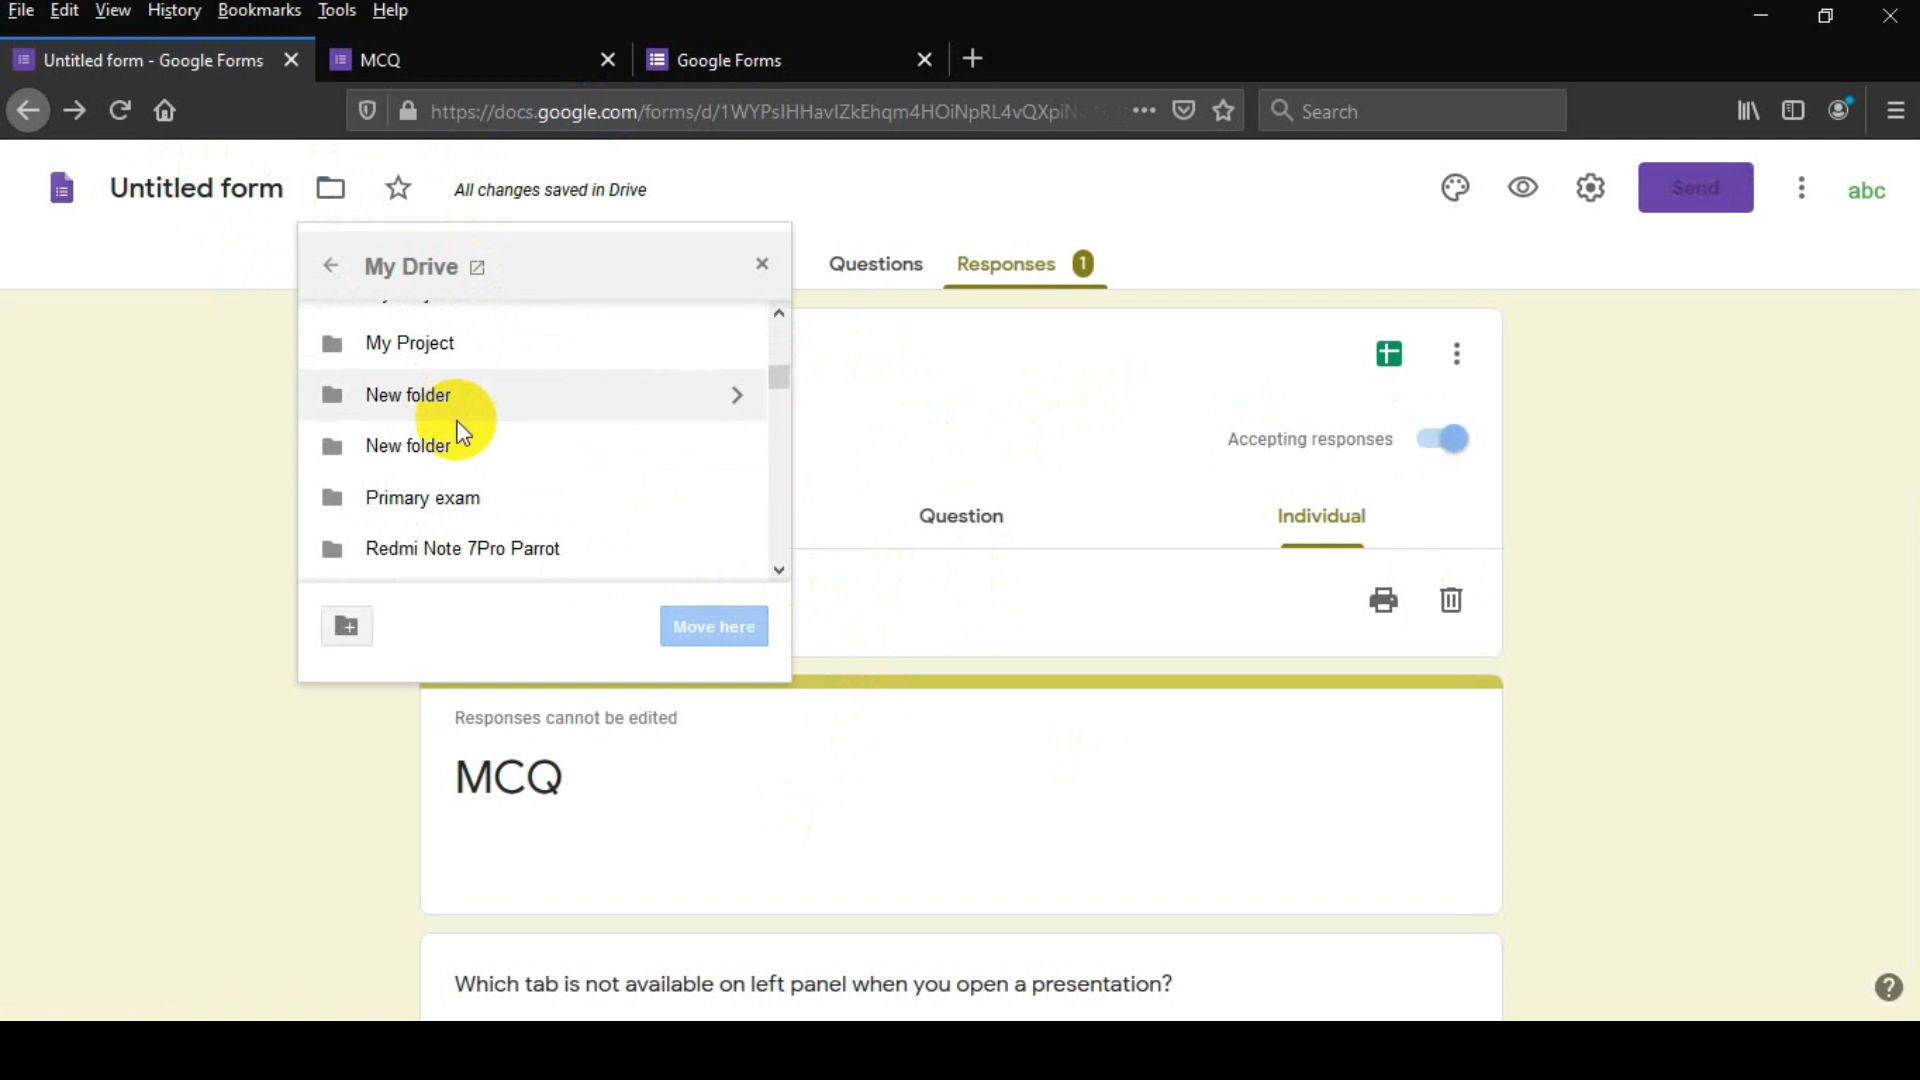 File Edit View History Bookmarks Tools Help
Untitled form - Google Forms MCQ Google Forms
https://docs.google.com/forms/d/1WYPsIHHavIZkEhqm4HOiNpRL4vQXpiN Search
Untitled form All changes saved in Drive Send abc
My Drive Questions Responses 1
My Project
New folder
New folder
Primary exam
Redmi Note 7Pro Parrot
Move here
Accepting responses
Question Individual
Responses cannot be edited
MCQ
Which tab is not available on left panel when you open a presentation?